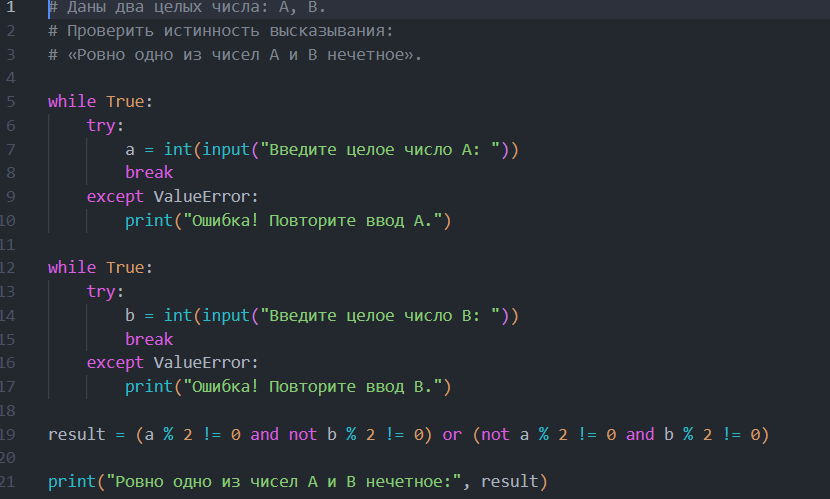 1 # Даны два целых числа: A, B.
2 # Проверить истинность высказывания:
3 # «Ровно одно из чисел A и B нечетное».
4
5 while True:
6     try:
7         a = int(input("Введите целое число A: "))
8         break
9     except ValueError:
10         print("Ошибка! Повторите ввод A.")
11
12 while True:
13     try:
14         b = int(input("Введите целое число B: "))
15         break
16     except ValueError:
17         print("Ошибка! Повторите ввод B.")
18
19 result = (a % 2 != 0 and not b % 2 != 0) or (not a % 2 != 0 and b % 2 != 0)
20
21 print("Ровно одно из чисел A и B нечетное:", result)